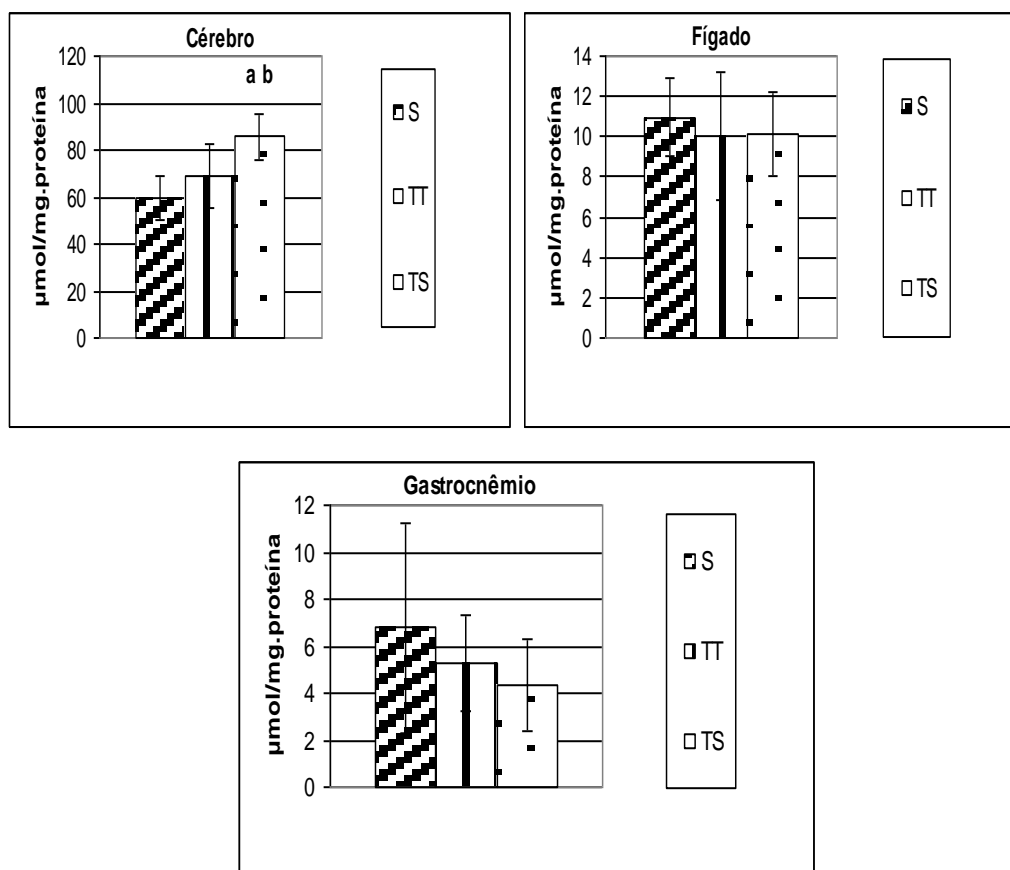 Cérebro
µmol/mg.proteína
120
100
80
60
40
20
0
a b
S
TT
TS
Fígado
µmol/mg.proteína
14
12
10
8
6
4
2
0
S
TT
TS
Gastrocnêmio
µmol/mg.proteína
12
10
8
6
4
2
0
S
TT
TS